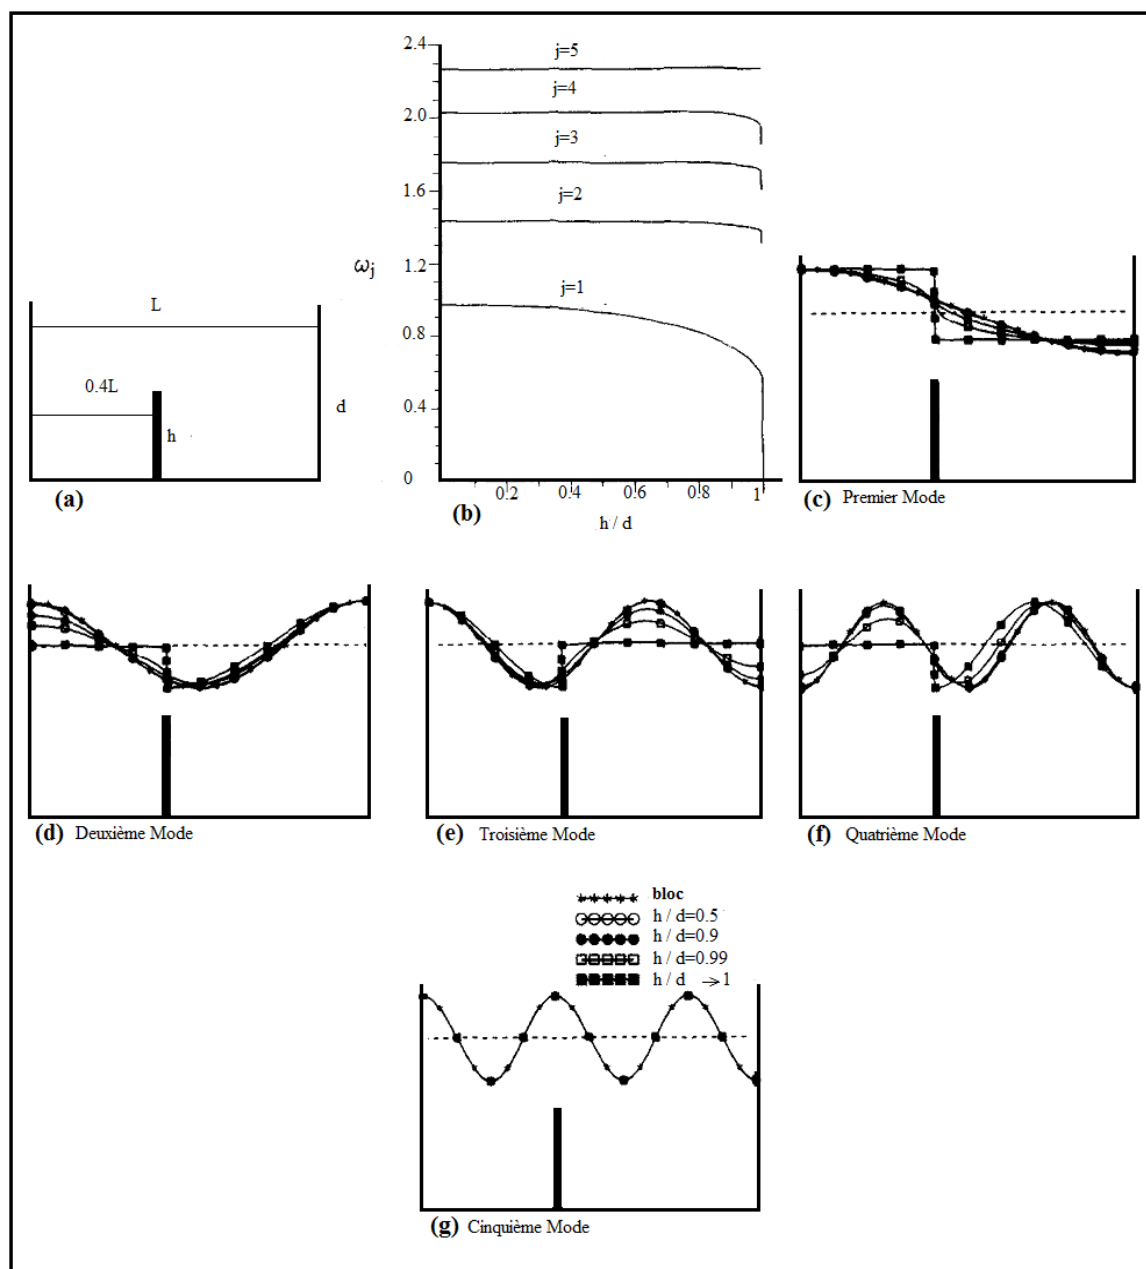 L
0.4L
d
h
(a)
2.4
2.0
1.6
1.2
0.8
0.4
0
ωj
j=5
j=4
j=3
j=2
j=1
0.2 0.4 0.6 0.8 1
h / d
(b)
(c) Premier Mode
(d) Deuxième Mode
(e) Troisième Mode
(f) Quatrième Mode
bloc
h / d=0.5
h / d=0.9
h / d=0.99
h / d →1
(g) Cinquième Mode